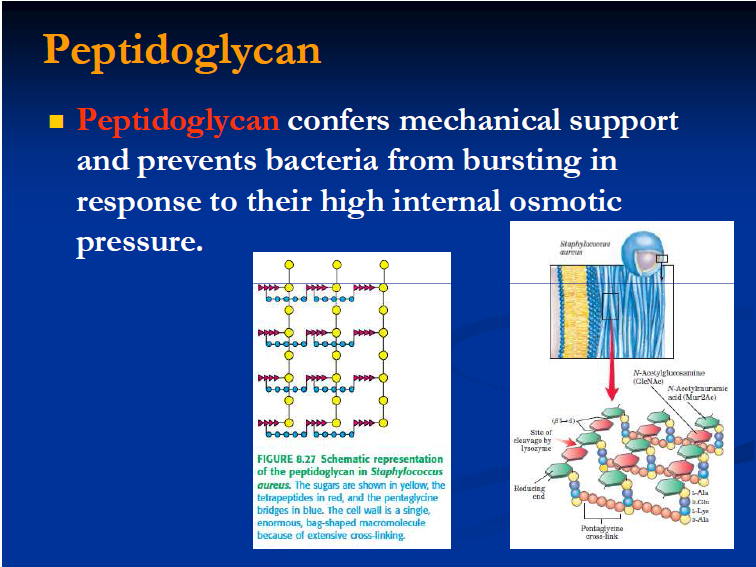 Peptidoglycan
Peptidoglycan confers mechanical support
and prevents bacteria from bursting in
response to their high internal osmotic
pressure.
FIGURE 8.27 Schematic representation
of the peptidoglycan in Staphylococcus
aureus. The sugars are shown in yellow, the
tetrapeptides in red, and the pentaglycine
bridges in blue. The cell wall is a single,
enormous, bag-shaped macromolecule
because of extensive cross-linking.
Staphylococcus
aureus
N-Acetylglucosamine
(GlcNAc)
N-Acetylmuramic
acid (Mur2Ac)
(β1→4)
Site of
cleavage by
lysozyme
Reducing
end
L-Ala
D-Glu
L-Lys
D-Ala
Pentaglycine
cross-link